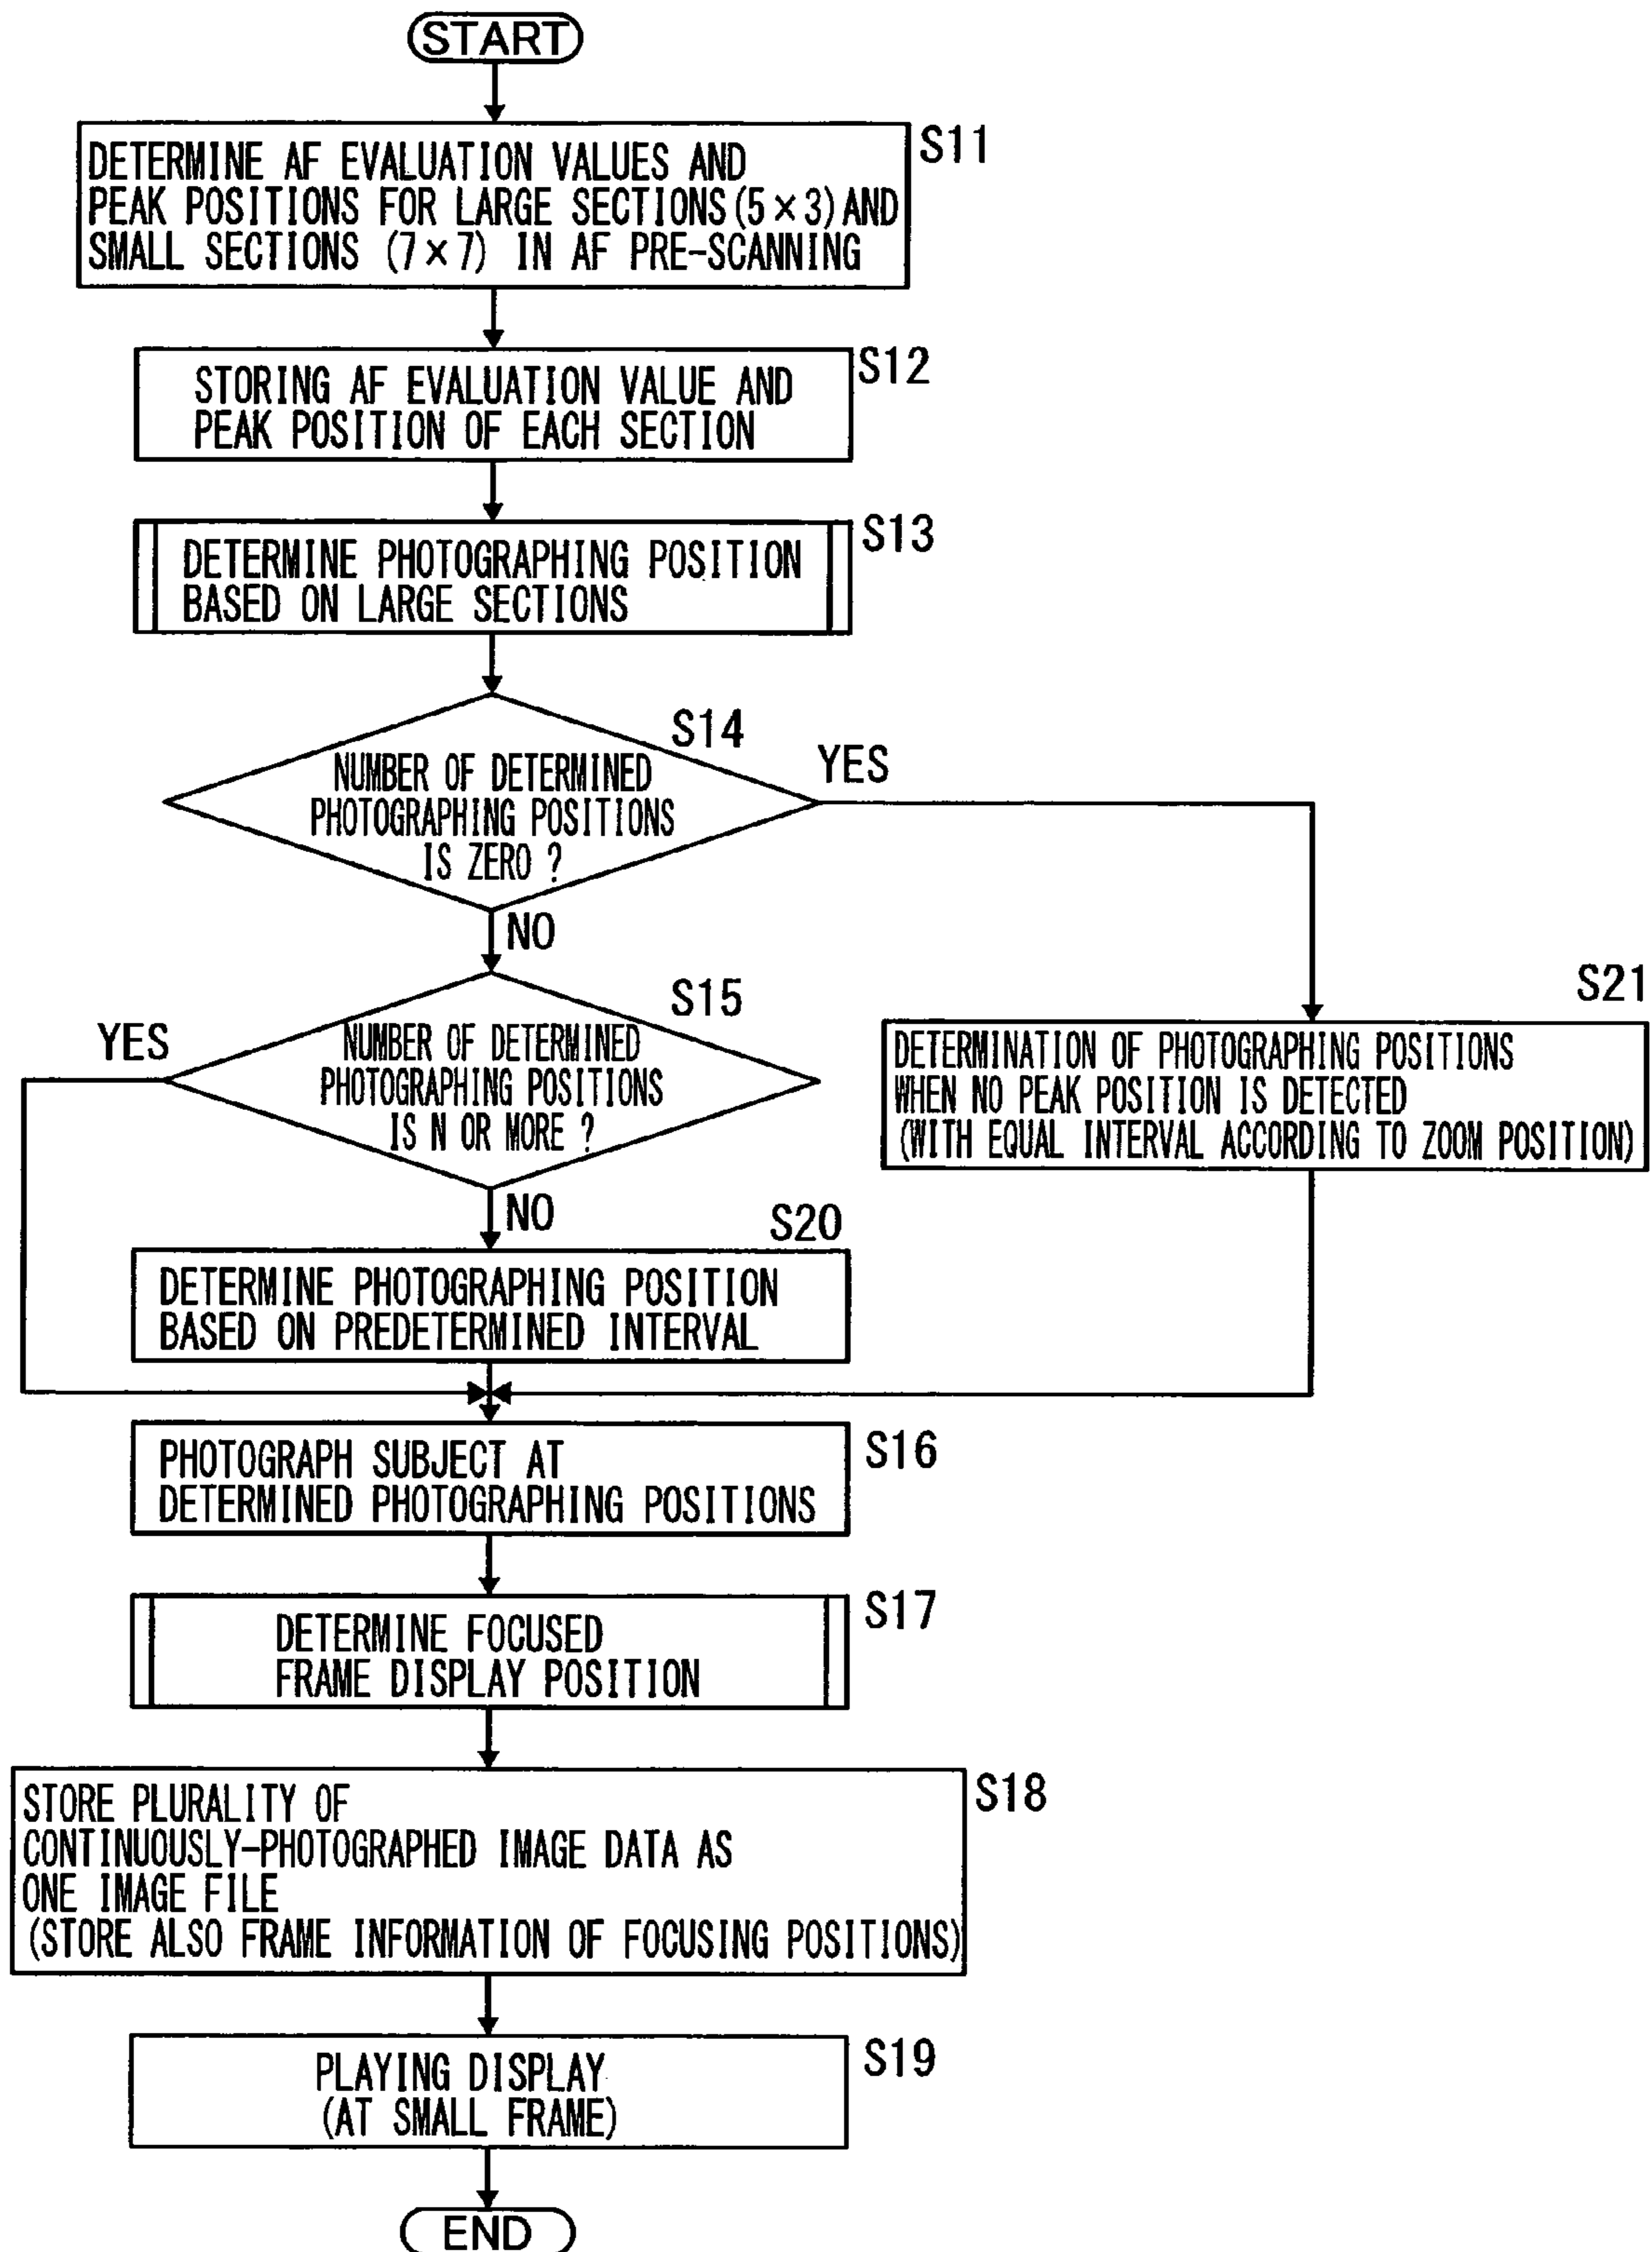 START
S11
DETERMINE AF EVALUATION VALUES AND
PEAK POSITIONS FOR LARGE SECTIONS(5×3)AND
SMALL SECTIONS (7×7) IN AF PRE-SCANNING
S12
STORING AF EVALUATION VALUE AND
PEAK POSITION OF EACH SECTION
S13
DETERMINE PHOTOGRAPHING POSITION
BASED ON LARGE SECTIONS
S14
NUMBER OF DETERMINED
PHOTOGRAPHING POSITIONS
IS ZERO ?
YES
NO
S15
NUMBER OF DETERMINED
PHOTOGRAPHING POSITIONS
IS N OR MORE ?
YES
NO
S21
DETERMINATION OF PHOTOGRAPHING POSITIONS
WHEN NO PEAK POSITION IS DETECTED
(WITH EQUAL INTERVAL ACCORDING TO ZOOM POSITION)
S20
DETERMINE PHOTOGRAPHING POSITION
BASED ON PREDETERMINED INTERVAL
S16
PHOTOGRAPH SUBJECT AT
DETERMINED PHOTOGRAPHING POSITIONS
S17
DETERMINE FOCUSED
FRAME DISPLAY POSITION
S18
STORE PLURALITY OF
CONTINUOUSLY-PHOTOGRAPHED IMAGE DATA AS
ONE IMAGE FILE
(STORE ALSO FRAME INFORMATION OF FOCUSING POSITIONS)
S19
PLAYING DISPLAY
(AT SMALL FRAME)
END